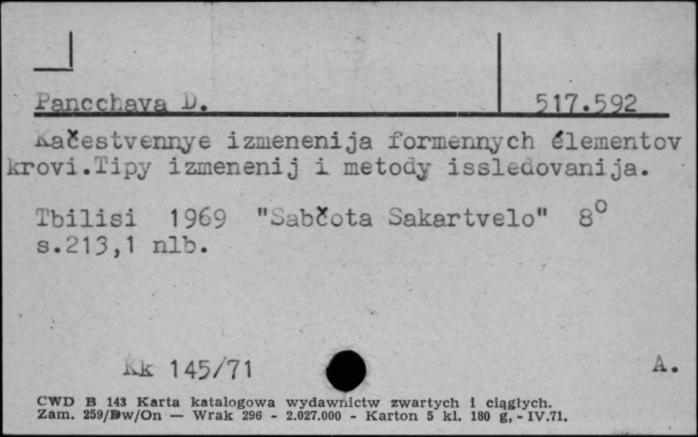 Pancchava D. 517.592
Kačestvennye izmenenija formennych élementov
krovi.Tipy izmenenij i metody issledovanija.
Tbilisi 1969 "Sabčota Sakartvelo" 8⁰
s.213,1 nlb.
Kk 145/71 A.
CWD B 143 Karta katalogowa wydawnictw zwartych i ciągłych.
Zam. 259/Dw/On — Wrak 296 - 2.027.000 - Karton 5 kl. 180 g, - IV.71.